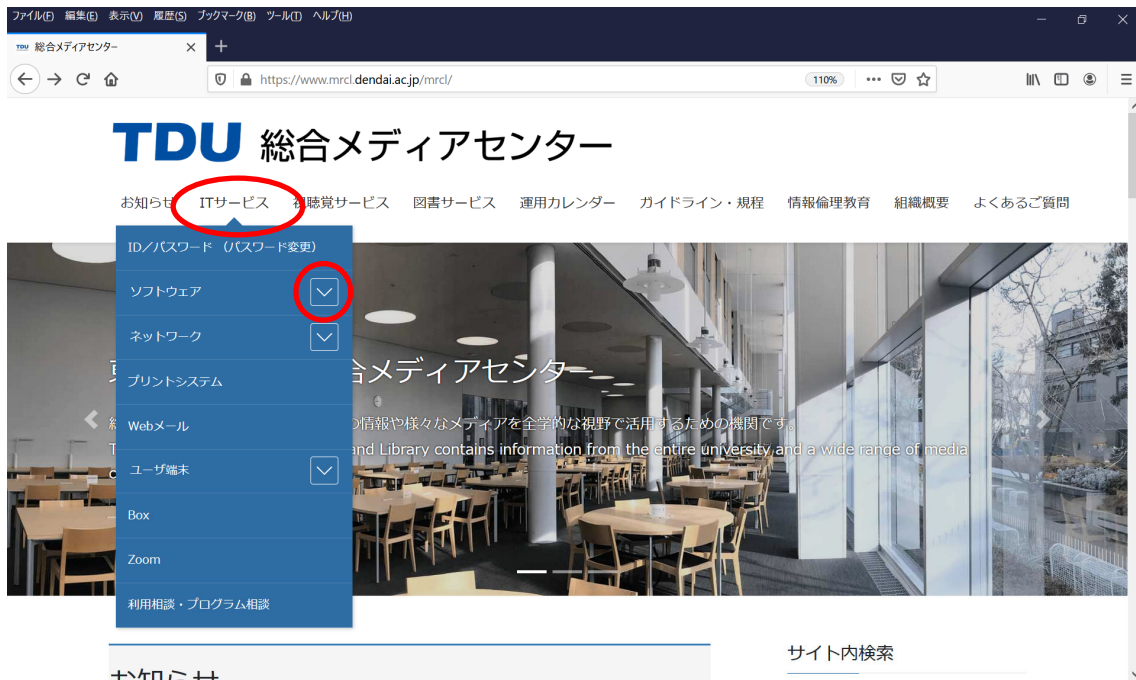 ファイル(F) 編集(E) 表示(V) 履歴(S) ブックマーク(B) ツール(T) ヘルプ(H)
TDU 総合メディアセンター
https://www.mrcl.dendai.ac.jp/mrcl/ 110%
TDU 総合メディアセンター
お知らせ ITサービス 視聴覚サービス 図書サービス 運用カレンダー ガイドライン・規程 情報倫理教育 組織概要 よくあるご質問
ID／パスワード （パスワード変更）
ソフトウェア
ネットワーク
プリントシステム
合メディアセンター
Webメール
の情報や様々なメディアを全学的な視野で活用するための機関です。
and Library contains information from the entire university and a wide range of media
ユーザ端末
Box
Zoom
利用相談・プログラム相談
サイト内検索
お知らせ